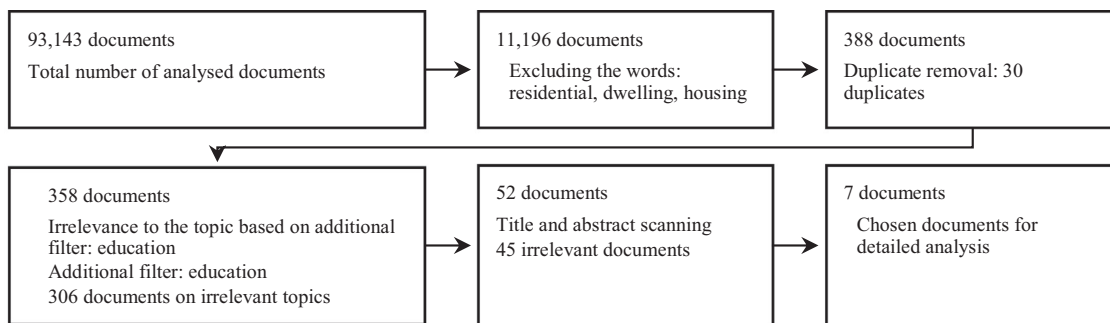 93,143 documents
Total number of analysed documents
11,196 documents
Excluding the words:
residential, dwelling, housing
388 documents
Duplicate removal: 30
duplicates
358 documents
Irrelevance to the topic based on additional
filter: education
Additional filter: education
306 documents on irrelevant topics
52 documents
Title and abstract scanning
45 irrelevant documents
7 documents
Chosen documents for
detailed analysis